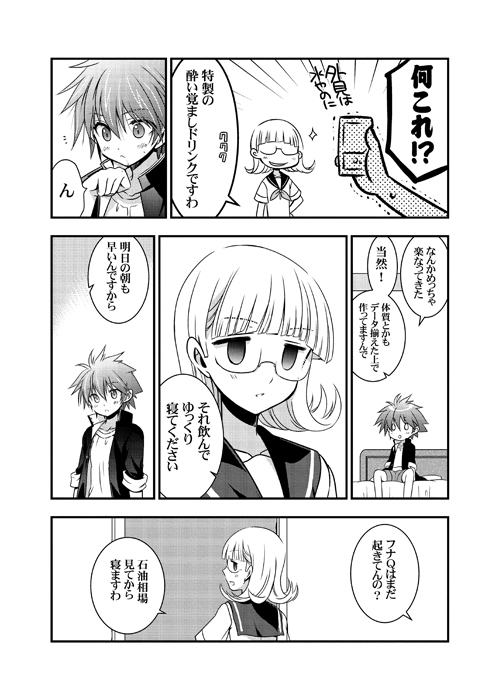 何これ!?
外見は
水やのに
特製の
酔い覚ましドリンクですわ
クククク
ん
なんかめっちゃ
楽なってきた
当然!
体質とかも
データ揃えた上で
作ってますんで
それ飲んで
ゆっくり
寝てください
明日の朝も
早いんですから
フナQはまだ
起きてんの?
石油相場
見てから
寝ますわ